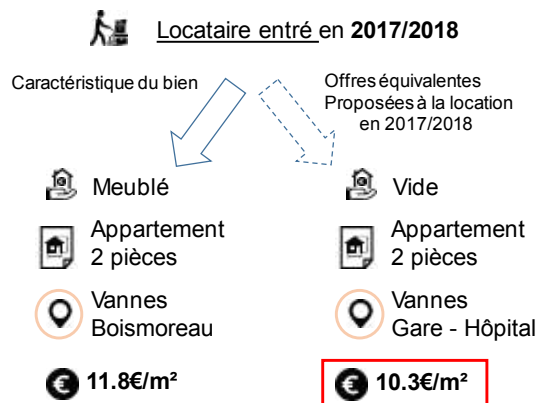 Locataire entré en 2017/2018
Caractéristique du bien
Offres équivalentes
Proposées à la location
en 2017/2018
Meublé
Appartement
2 pièces
Vannes
Boismoreau
11.8€/m²
Vide
Appartement
2 pièces
Vannes
Gare - Hôpital
10.3€/m²